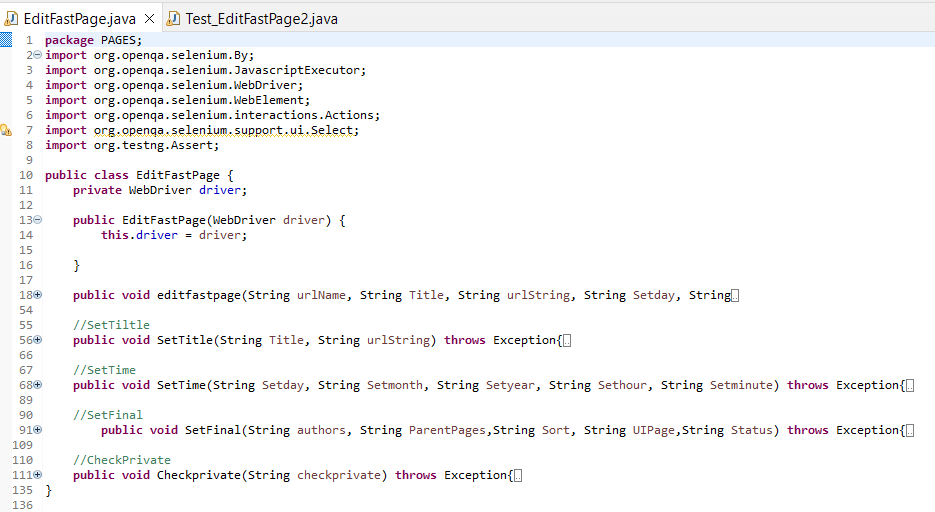 EditFastPage.java Test_EditFastPage2.java
1 package PAGES;
2 import org.openqa.selenium.By;
3 import org.openqa.selenium.JavascriptExecutor;
4 import org.openqa.selenium.WebDriver;
5 import org.openqa.selenium.WebElement;
6 import org.openqa.selenium.interactions.Actions;
7 import org.openqa.selenium.support.ui.Select;
8 import org.testng.Assert;
9
10 public class EditFastPage {
11 private WebDriver driver;
12
13 public EditFastPage(WebDriver driver) {
14 this.driver = driver;
15
16 }
17
18 public void editfastpage(String urlName, String Title, String urlString, String Setday, String
54
55 //SetTiltle
56 public void SetTitle(String Title, String urlString) throws Exception{
66
67 //SetTime
68 public void SetTime(String Setday, String Setmonth, String Setyear, String Sethour, String Setminute) throws Exception{
89
90 //SetFinal
91 public void SetFinal(String authors, String ParentPages,String Sort, String UIPage,String Status) throws Exception{
109
110 //CheckPrivate
111 public void Checkprivate(String checkprivate) throws Exception{
135 }
136